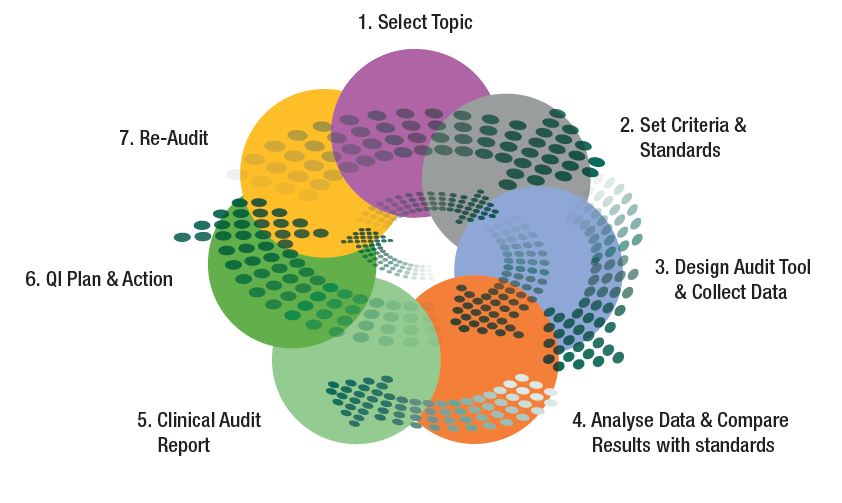 1. Select Topic
2. Set Criteria &
Standards
3. Design Audit Tool
& Collect Data
4. Analyse Data & Compare
Results with standards
5. Clinical Audit
Report
6. QI Plan & Action
7. Re-Audit